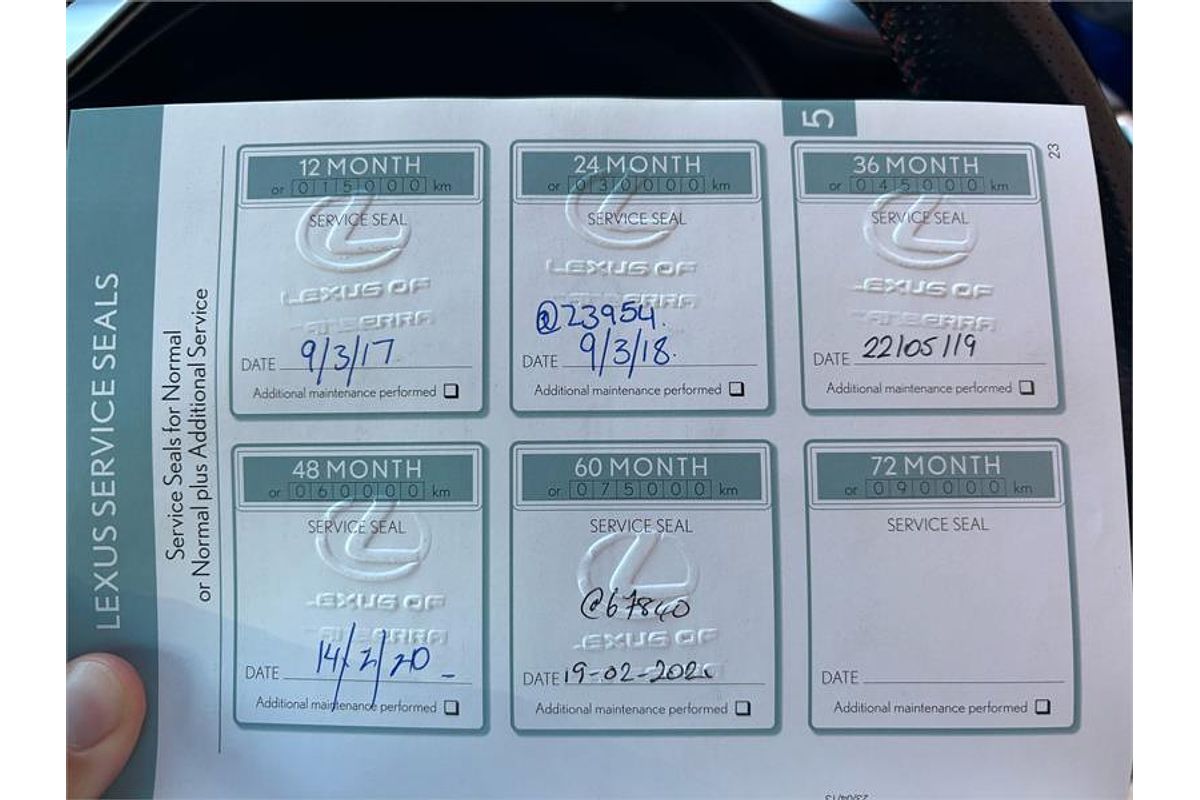 LEXUS SERVICE SEALS
Service Seals for Normal
or Normal plus Additional Service
5
23
12 MONTH
or 015000 km
SERVICE SEAL
LEXUS OF
CANBERRA
DATE 9/3/17
Additional maintenance performed
24 MONTH
or 030000 km
SERVICE SEAL
LEXUS OF
@23954.
DATE 9/3/18.
Additional maintenance performed
36 MONTH
or 045000 km
SERVICE SEAL
LEXUS OF
CANBERRA
DATE 22/05/19
Additional maintenance performed
48 MONTH
or 060000 km
SERVICE SEAL
LEXUS OF
DATE 14/2/20
Additional maintenance performed
60 MONTH
or 075000 km
SERVICE SEAL
@67840
LEXUS OF
DATE 19-02-
Additional maintenance performed
72 MONTH
or 090000 km
SERVICE SEAL
DATE
Additional maintenance performed